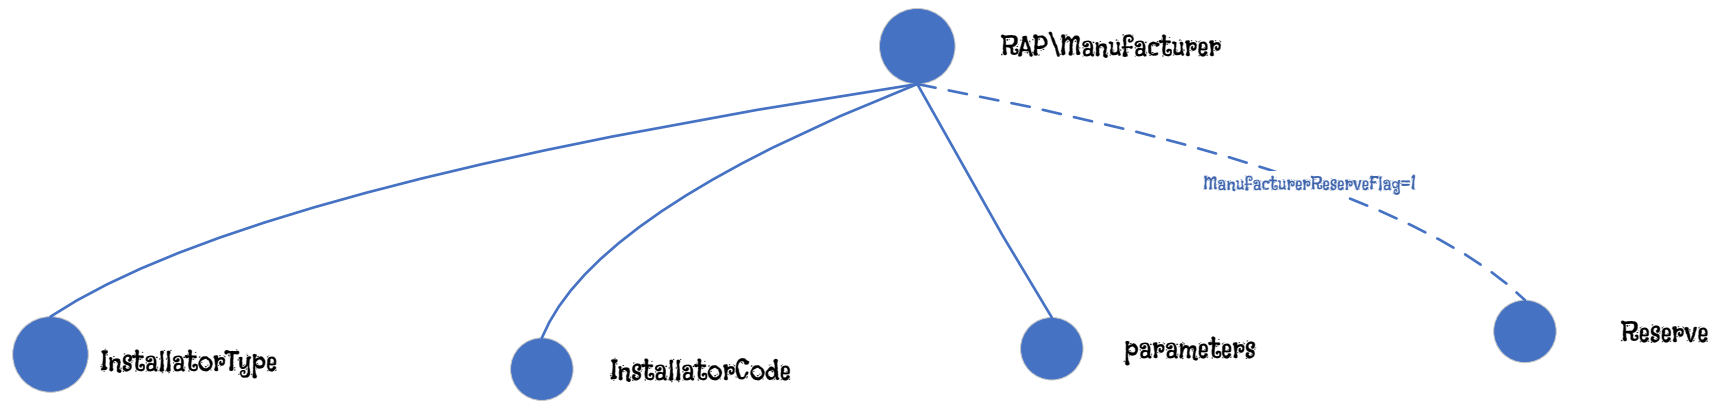 RAP\Manufacturer
ManufacturerReserveFlag=1
InstallatorType
InstallatorCode
parameters
Reserve